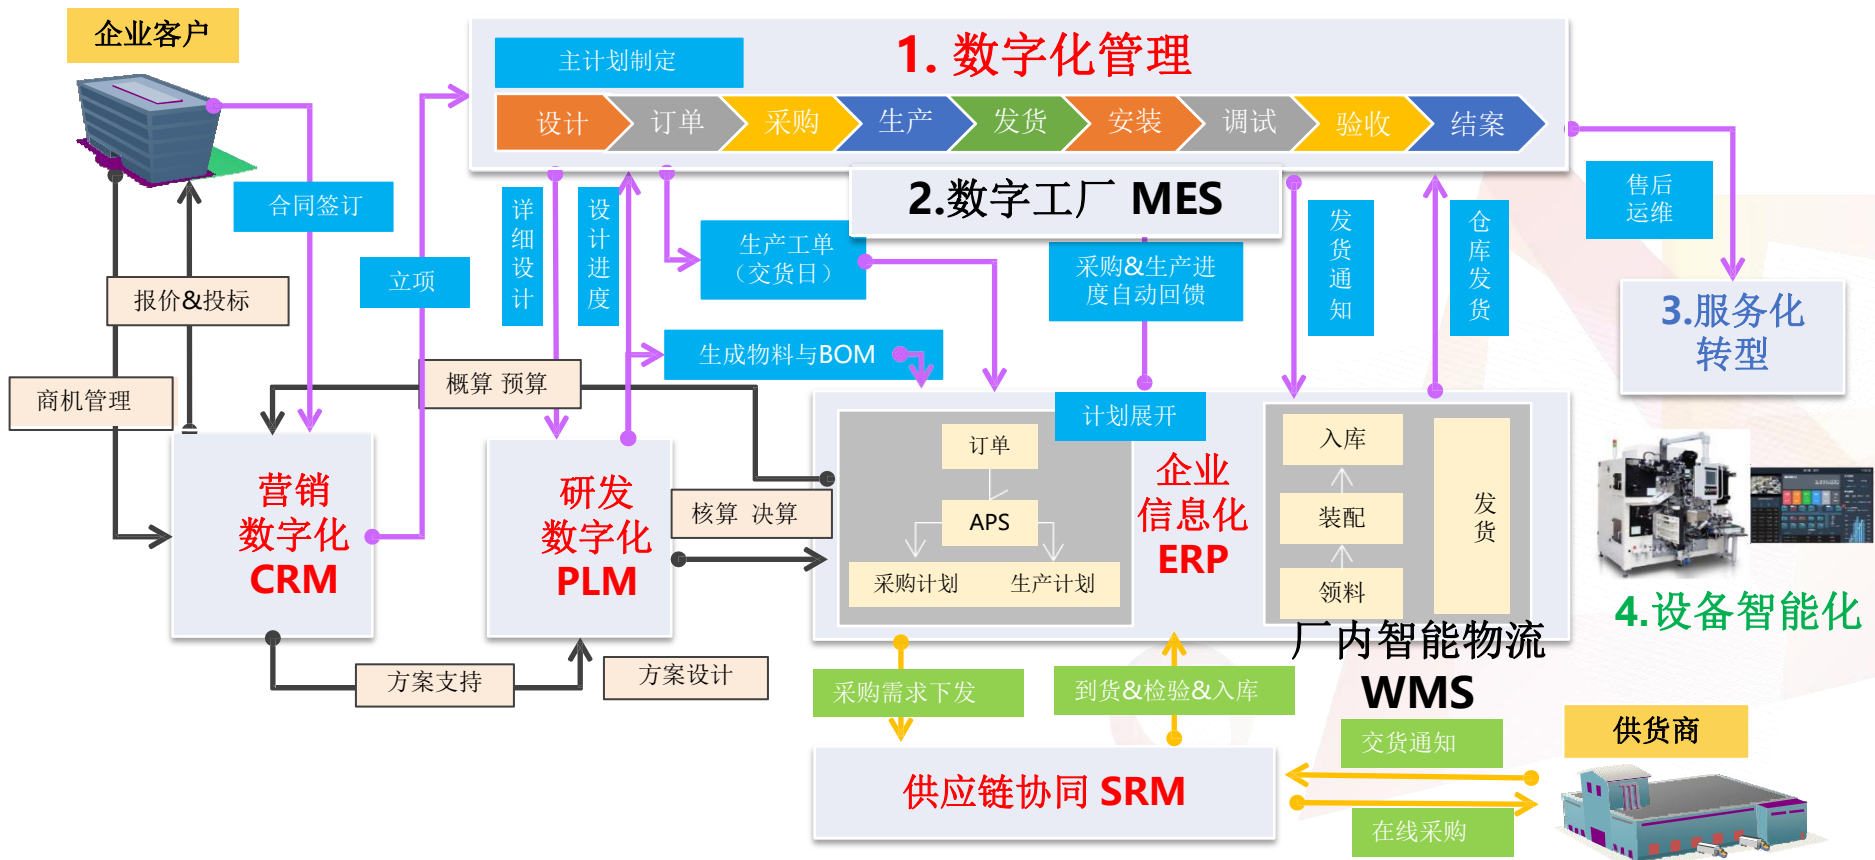 企业客户
1. 数字化管理
主计划制定
设计
订单
采购
生产
发货
安装
调试
验收
结案
2.数字工厂 MES
合同签订
立项
详细设计
设计进度
生产工单
（交货日）
采购&生产进
度自动回馈
发货通知
仓库发货
售后
运维
报价&投标
商机管理
生成物料与BOM
概算 预算
3.服务化
转型
计划展开
营销
数字化
CRM
研发
数字化
PLM
核算 决算
订单
APS
采购计划
生产计划
企业
信息化
ERP
入库
装配
领料
发货
4.设备智能化
厂内智能物流
WMS
方案支持
方案设计
采购需求下发
到货&检验&入库
供应链协同 SRM
交货通知
在线采购
供货商